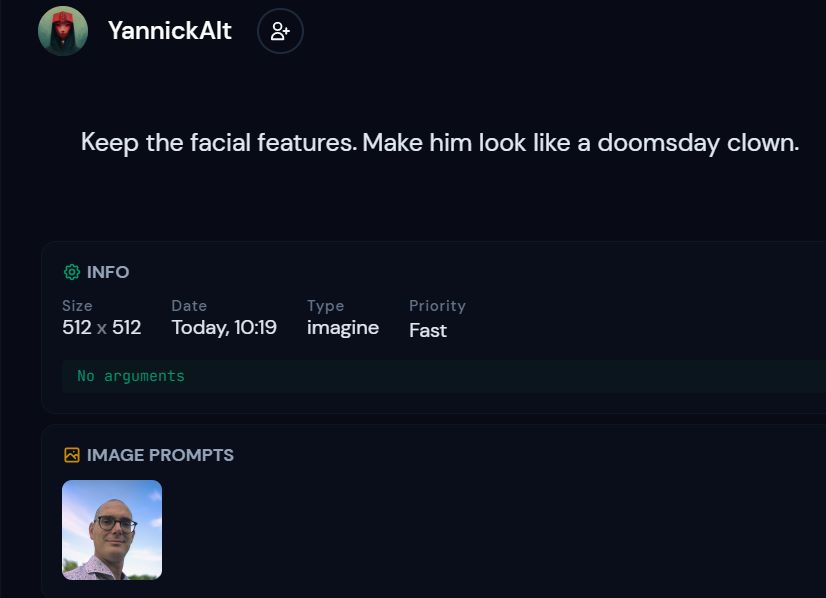 YannickAlt
Keep the facial features. Make him look like a doomsday clown.
INFO
Size Date Type Priority
512 x 512 Today, 10:19 imagine Fast
No arguments
IMAGE PROMPTS